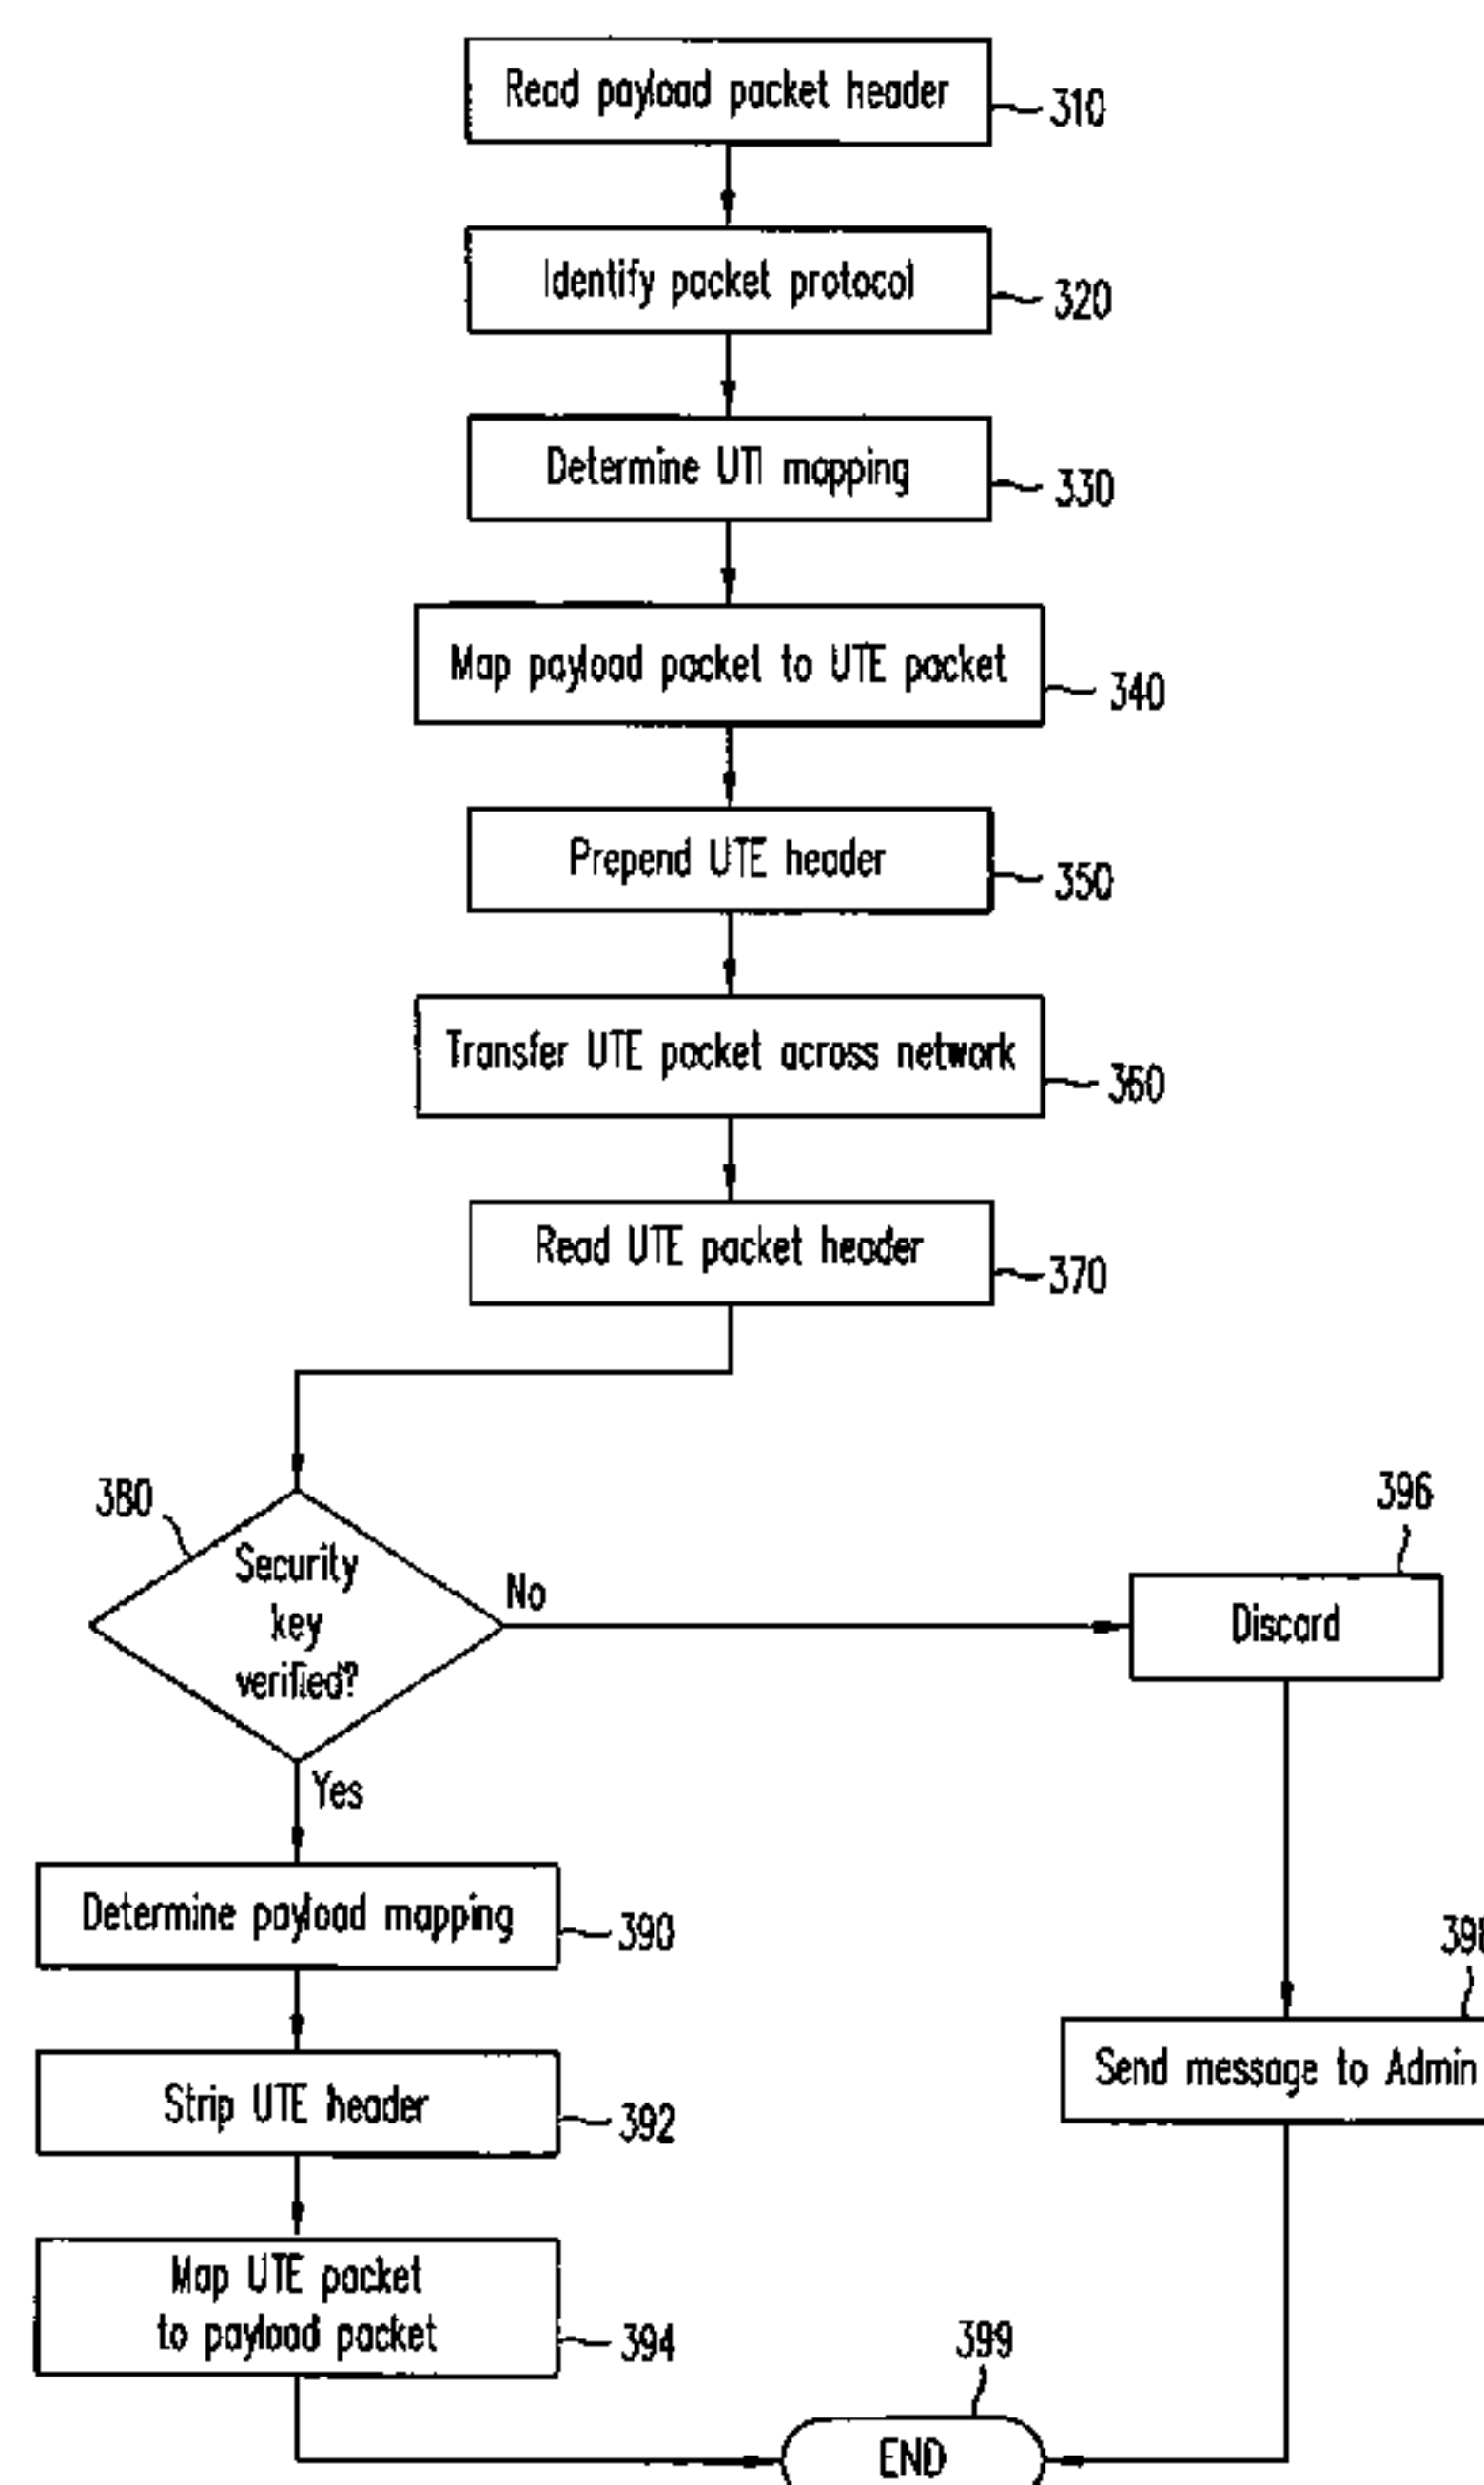 Read payload packet header
310
Identify packet protocol
320
Determine UTI mapping
330
Map payload packet to UTE packet
340
Prepend UTE header
350
Transfer UTE packet across network
360
Read UTE packet header
370
380
Security
key
verified?
No
Yes
396
Discard
Determine payload mapping
390
Send message to Admin
Strip UTE header
392
Map UTE packet
to payload packet
394
399
END